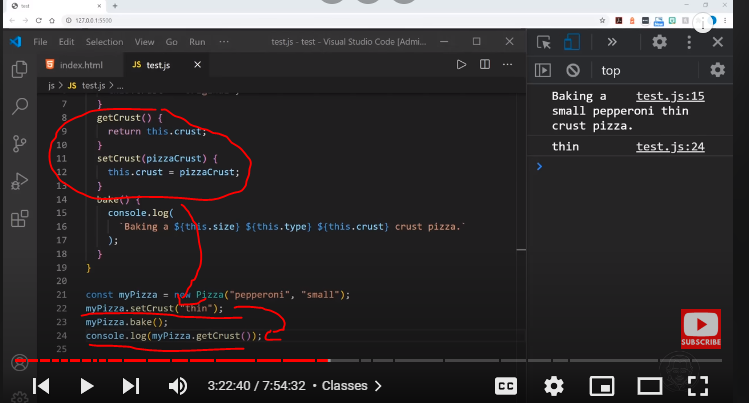 test
127.0.0.1:5500
File Edit Selection View Go Run ··· test.js - test - Visual Studio Code [Admi...
index.html JS test.js
js > JS test.js > ...
top
7 }
8 getCrust() {
9 return this.crust;
10 }
11 setCrust(pizzaCrust) {
12 this.crust = pizzaCrust;
13 }
14 bake() {
15 console.log(
16 `Baking a ${this.size} ${this.type} ${this.crust} crust pizza.`
17 );
18 }
19 }
20
21 const myPizza = new Pizza("pepperoni", "small");
22 myPizza.setCrust("thin");
23 myPizza.bake();
24 console.log(myPizza.getCrust());
25
Baking a test.js:15
small pepperoni thin
crust pizza.
thin test.js:24
SUBSCRIBE
3:22:40 / 7:54:32 • Classes
CC